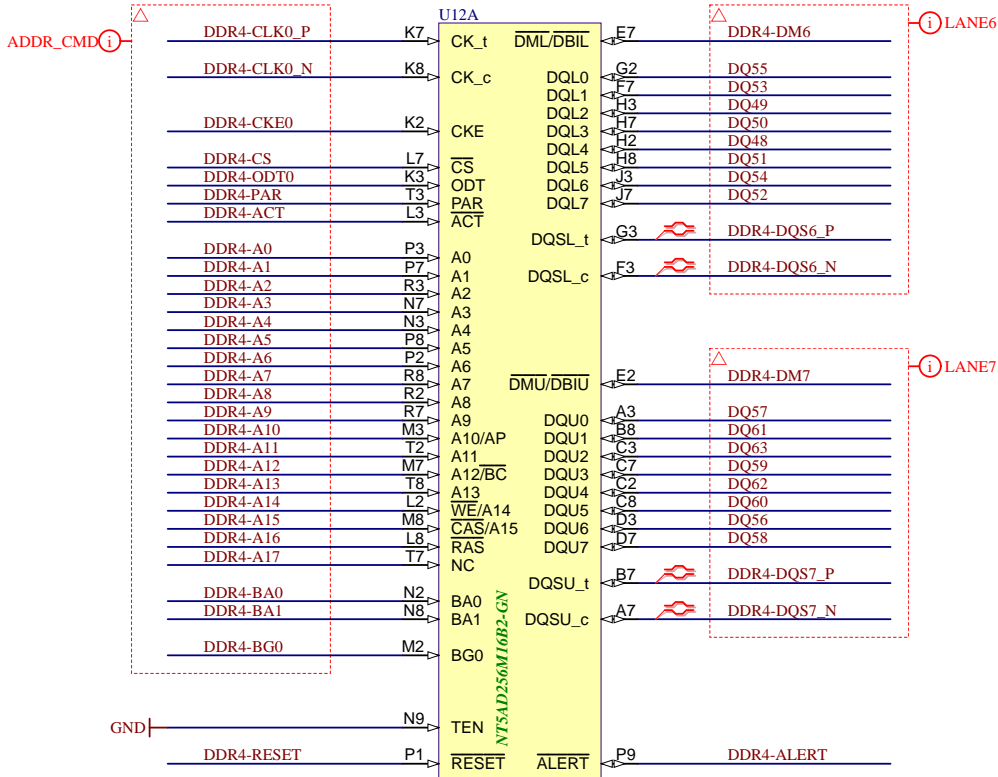 U12A
ADDR_CMD i
i LANE6
DDR4-CLK0_P K7 CK_t DML/DBIL E7 DDR4-DM6
DDR4-CLK0_N K8 CK_c DQL0 G2 DQ55
DQL1 F7 DQ53
DQL2 H3 DQ49
DDR4-CKE0 K2 CKE DQL3 H7 DQ50
DQL4 H2 DQ48
DDR4-CS L7 CS DQL5 H8 DQ51
DDR4-ODT0 K3 ODT DQL6 J3 DQ54
DDR4-PAR T3 PAR DQL7 J7 DQ52
DDR4-ACT L3 ACT
DQSL_t G3 DDR4-DQS6_P
DDR4-A0 P3 A0
DDR4-A1 P7 A1 DQSL_c F3 DDR4-DQS6_N
DDR4-A2 R3 A2
DDR4-A3 N7 A3
DDR4-A4 N3 A4
DDR4-A5 P8 A5
DDR4-A6 P2 A6
i LANE7
DDR4-A7 R8 A7 DMU/DBIU E2 DDR4-DM7
DDR4-A8 R2 A8
DDR4-A9 R7 A9 DQU0 A3 DQ57
DDR4-A10 M3 A10/AP DQU1 B8 DQ61
DDR4-A11 T2 A11 DQU2 C3 DQ63
DDR4-A12 M7 A12/BC DQU3 C7 DQ59
DDR4-A13 T8 A13 DQU4 C2 DQ62
DDR4-A14 L2 WE/A14 DQU5 C8 DQ60
DDR4-A15 M8 CAS/A15 DQU6 D3 DQ56
DDR4-A16 L8 RAS DQU7 D7 DQ58
DDR4-A17 T7 NC
DQSU_t B7 DDR4-DQS7_P
DDR4-BA0 N2 BA0
DDR4-BA1 N8 BA1 DQSU_c A7 DDR4-DQS7_N
DDR4-BG0 M2 BG0
NT5AD256M16B2-GN
GND N9 TEN
DDR4-RESET P1 RESET ALERT P9 DDR4-ALERT